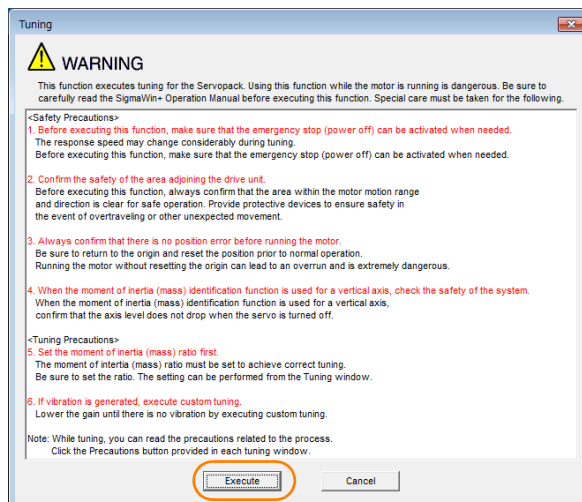 Tuning
WARNING
This function executes tuning for the Servopack. Using this function while the motor is running is dangerous. Be sure to
carefully read the SigmaWin+ Operation Manual before executing this function. Special care must be taken for the following.
<Safety Precautions>
1. Before executing this function, make sure that the emergency stop (power off) can be activated when needed.
The response speed may change considerably during tuning.
Before executing this function, make sure that the emergency stop (power off) can be activated when needed.
2. Confirm the safety of the area adjoining the drive unit.
Before executing this function, always confirm that the area within the motor motion range
and direction is clear for safe operation. Provide protective devices to ensure safety in
the event of overtraveling or other unexpected movement.
3. Always confirm that there is no position error before running the motor.
Be sure to return to the origin and reset the position prior to normal operation.
Running the motor without resetting the origin can lead to an overrun and is extremely dangerous.
4. When the moment of inertia (mass) identification function is used for a vertical axis, check the safety of the system.
When the moment of inertia (mass) identification function is used for a vertical axis,
confirm that the axis level does not drop when the servo is turned off.
<Tuning Precautions>
5. Set the moment of inertia (mass) ratio first.
The moment of intertia (mass) ratio must be set to achieve correct tuning.
Be sure to set the ratio. The setting can be performed from the Tuning window.
6. If vibration is generated, execute custom tuning.
Lower the gain until there is no vibration by executing custom tuning.
Note: While tuning, you can read the precautions related to the process.
Click the Precautions button provided in each tuning window.
Execute
Cancel